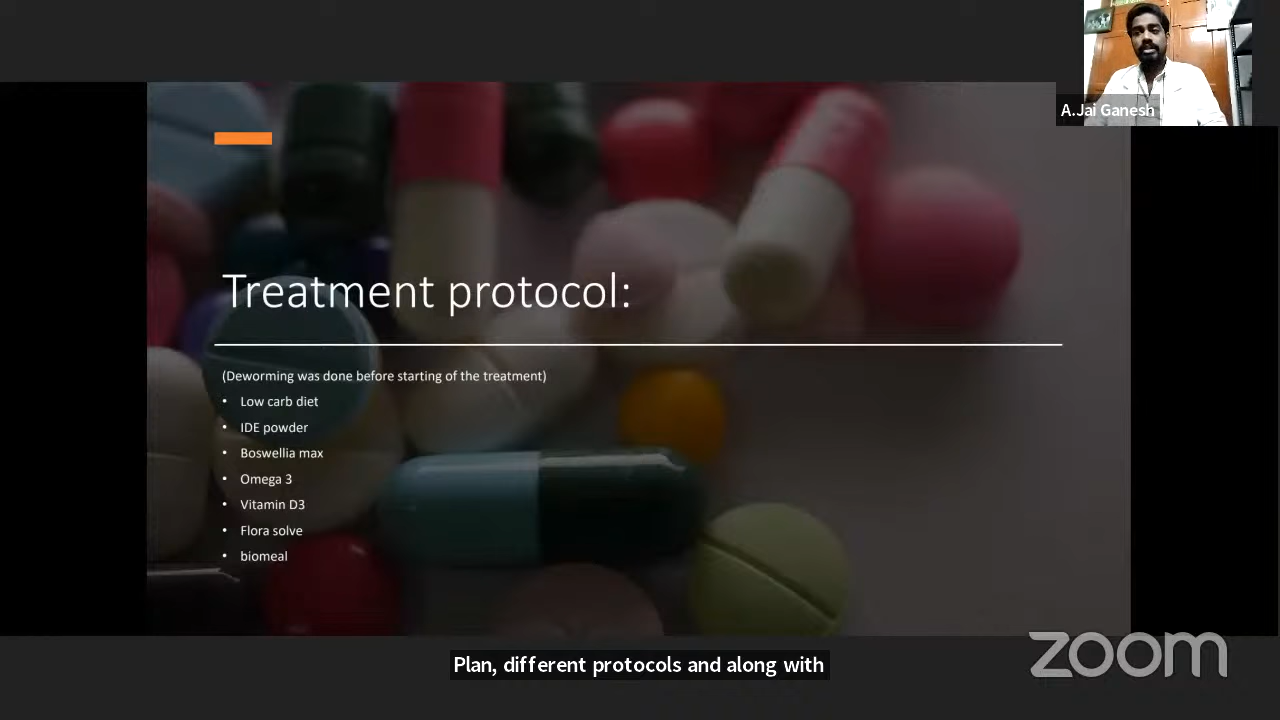 A.Jai Ganesh
Treatment protocol:
(Deworming was done before starting of the treatment)
• Low carb diet
• IDE powder
• Boswellia max
• Omega 3
• Vitamin D3
• Flora solve
• biomeal
Plan, different protocols and along with
zoom